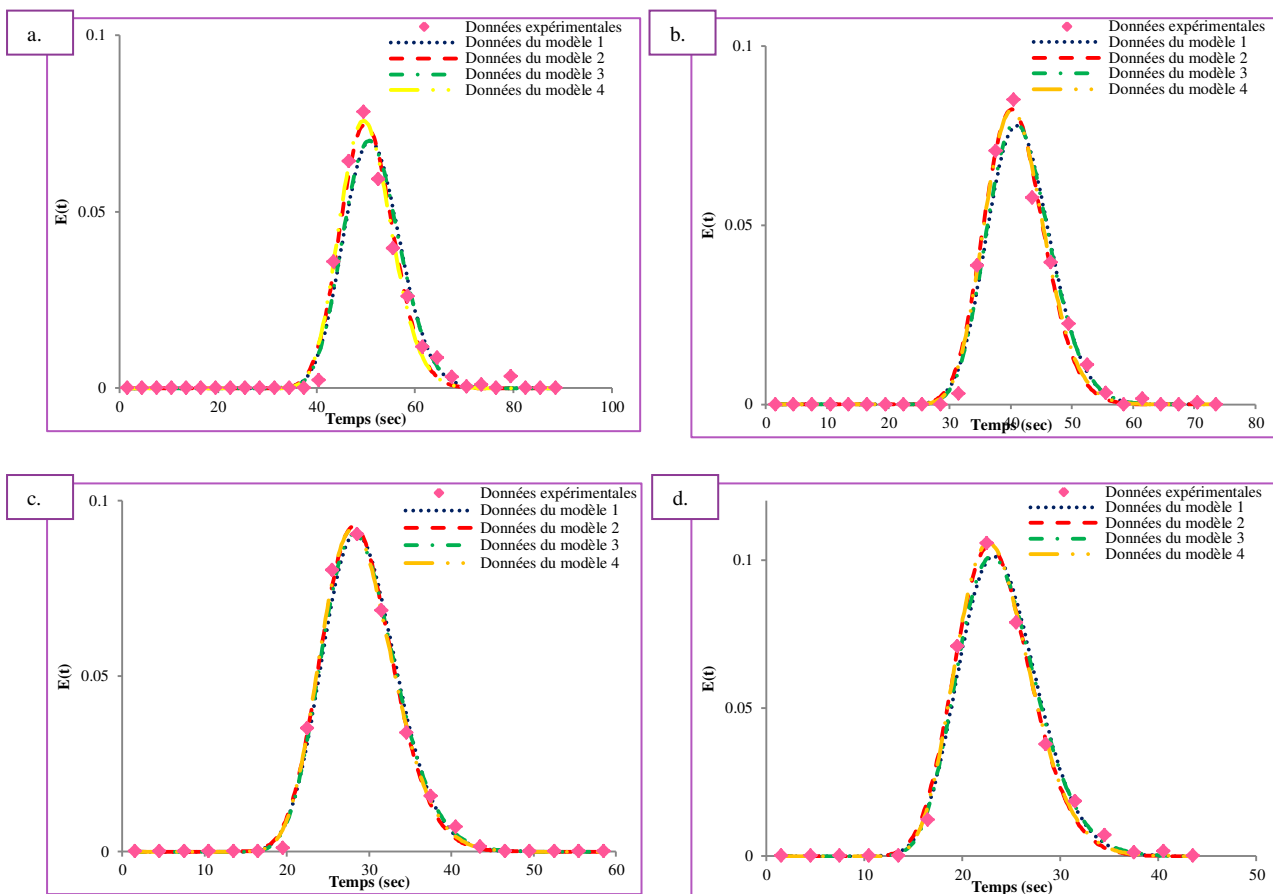 a.
Données expérimentales
Données du modèle 1
Données du modèle 2
Données du modèle 3
Données du modèle 4
0.1
0.05
0
E(t)
0 20 40 60 80 100
Temps (sec)
b.
Données expérimentales
Données du modèle 1
Données du modèle 2
Données du modèle 3
Données du modèle 4
0.1
0.05
0
E(t)
0 10 20 30 40 50 60 70 80
Temps (sec)
c.
Données expérimentales
Données du modèle 1
Données du modèle 2
Données du modèle 3
Données du modèle 4
0.1
0.05
0
E(t)
0 20 30 40 50 60
10
Temps (sec)
d.
Données expérimentales
Données du modèle 1
Données du modèle 2
Données du modèle 3
Données du modèle 4
0.1
0.05
0
E(t)
0 10 20 30 40 50
Temps (sec)